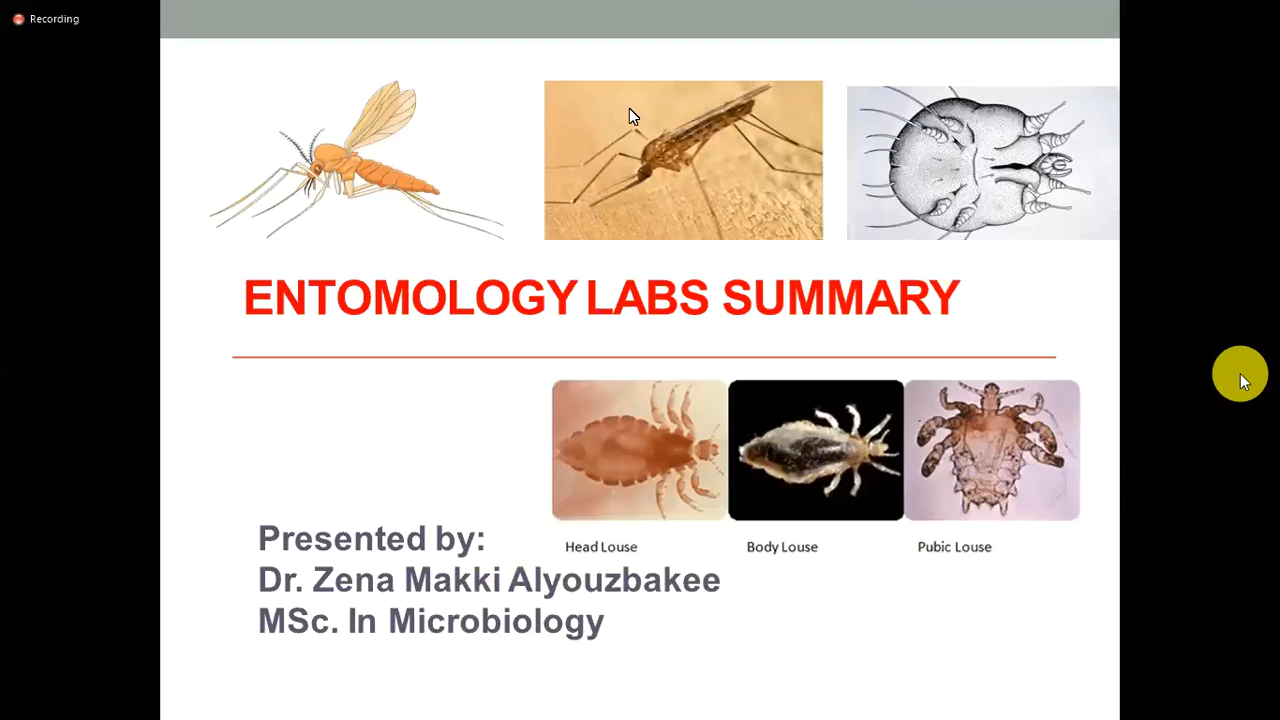 Recording
ENTOMOLOGY LABS SUMMARY
Head Louse
Body Louse
Pubic Louse
Presented by:
Dr. Zena Makki Alyouzbakee
MSc. In Microbiology